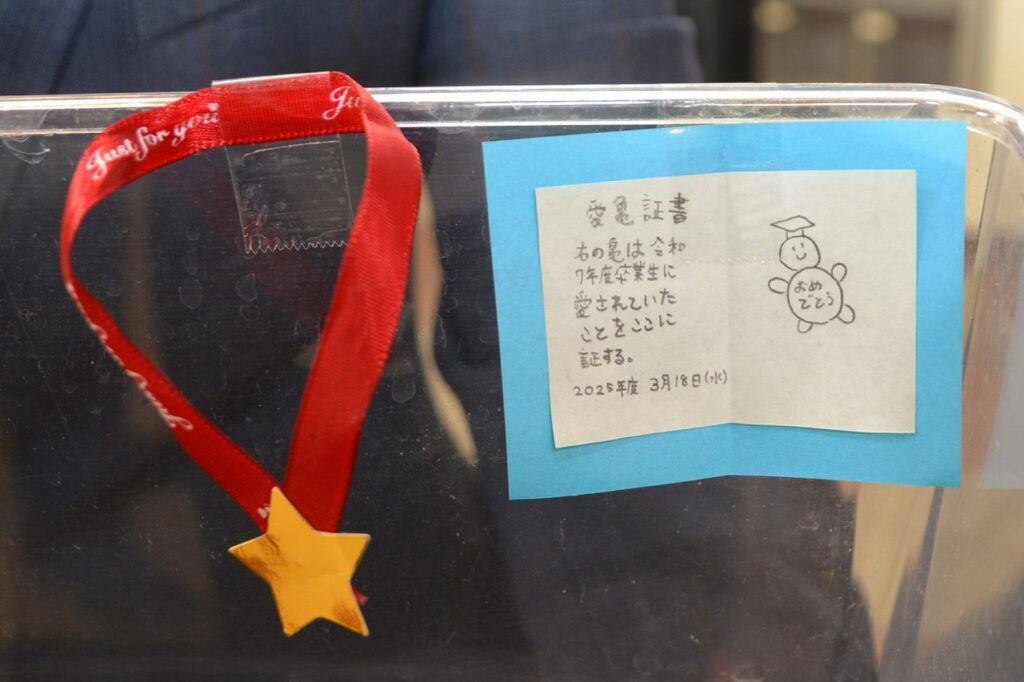 Just for you
Ju
愛亀証書
右の亀は令和
7年度卒業生に
愛されていた
ことをここに
証する。
2025年度 3月18日(水)
おめ
でとう